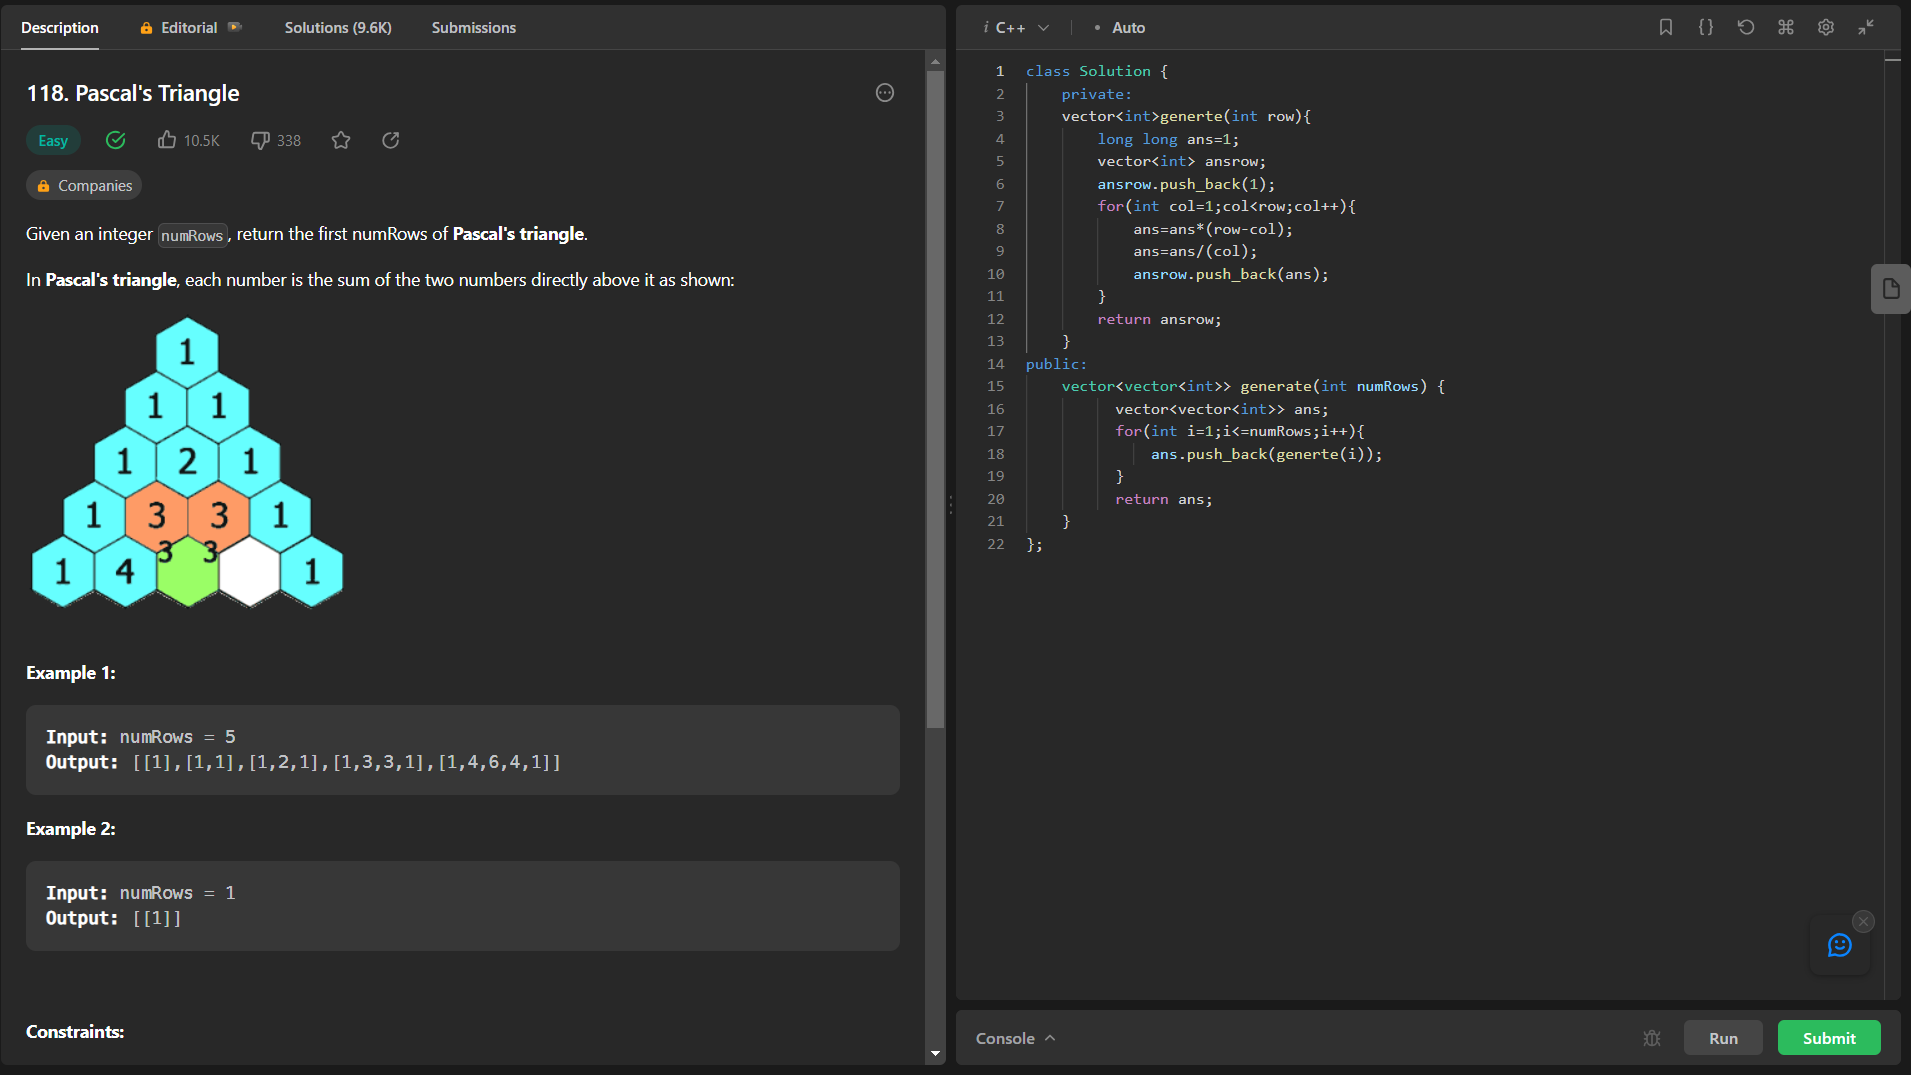 Description Editorial Solutions (9.6K) Submissions
118. Pascal's Triangle
Easy 10.5K 338
Companies
Given an integer numRows, return the first numRows of Pascal's triangle.
In Pascal's triangle, each number is the sum of the two numbers directly above it as shown:
1
1 1
1 2 1
1 3 3 1
3 3
1 4 1
Example 1:
Input: numRows = 5
Output: [[1],[1,1],[1,2,1],[1,3,3,1],[1,4,6,4,1]]
Example 2:
Input: numRows = 1
Output: [[1]]
Constraints:
i C++ • Auto
1 class Solution {
2 private:
3 vector<int>generte(int row){
4 long long ans=1;
5 vector<int> ansrow;
6 ansrow.push_back(1);
7 for(int col=1;col<row;col++){
8 ans=ans*(row-col);
9 ans=ans/(col);
10 ansrow.push_back(ans);
11 }
12 return ansrow;
13 }
14 public:
15 vector<vector<int>> generate(int numRows) {
16 vector<vector<int>> ans;
17 for(int i=1;i<=numRows;i++){
18 ans.push_back(generte(i));
19 }
20 return ans;
21 }
22 };
Console Run Submit